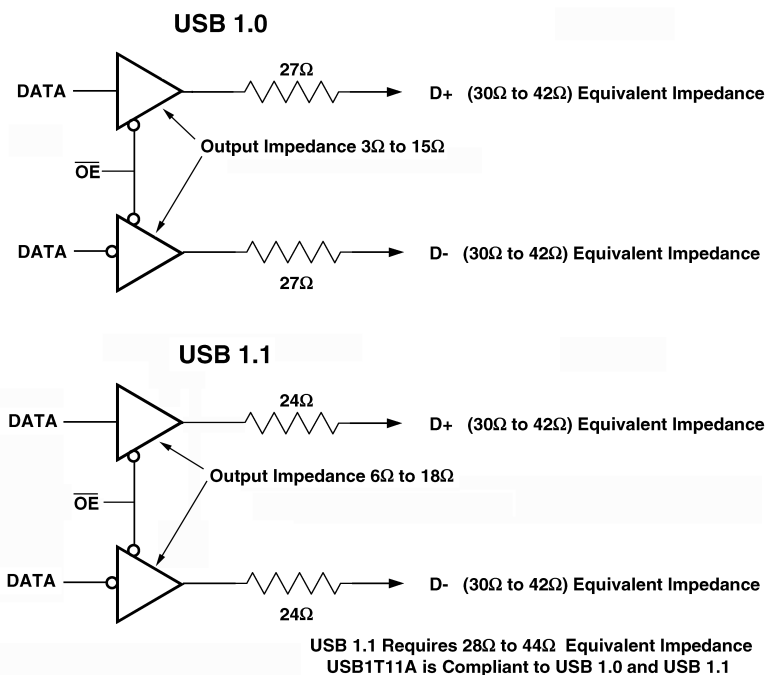 USB 1.0
27Ω
DATA D+ (30Ω to 42Ω) Equivalent Impedance
Output Impedance 3Ω to 15Ω
OE
DATA D- (30Ω to 42Ω) Equivalent Impedance
27Ω
USB 1.1
24Ω
DATA D+ (30Ω to 42Ω) Equivalent Impedance
Output Impedance 6Ω to 18Ω
OE
DATA D- (30Ω to 42Ω) Equivalent Impedance
24Ω
USB 1.1 Requires 28Ω to 44Ω Equivalent Impedance
USB1T11A is Compliant to USB 1.0 and USB 1.1